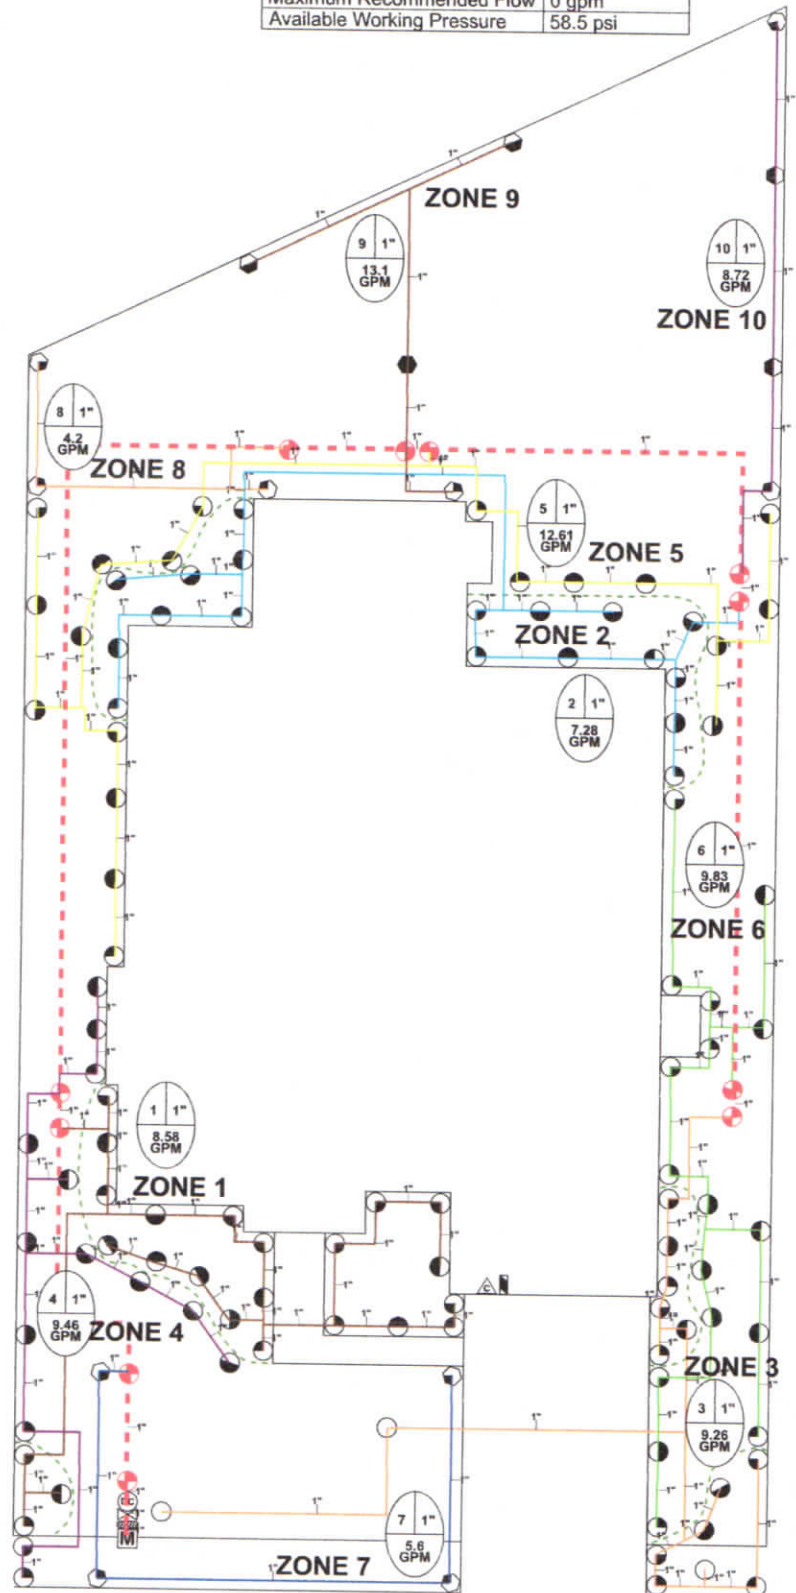 Maximum Recommended Flow 0 gpm
Available Working Pressure 58.5 psi
ZONE 9
9 1"
13.1
GPM
10 1"
8.72
GPM
ZONE 10
8 1"
4.2
GPM
ZONE 8
5 1"
12.61
GPM
ZONE 5
ZONE 2
2 1"
7.28
GPM
6 1"
9.83
GPM
ZONE 6
1 1"
8.58
GPM
ZONE 1
C
4 1"
9.46
GPM
ZONE 4
ZONE 3
3 1"
9.26
GPM
7 1"
5.6
GPM
M
ZONE 7